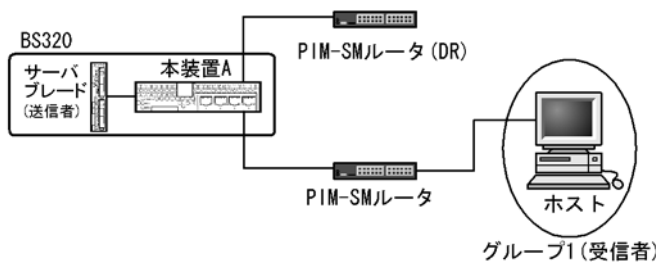 BS320
サーバ
ブレード
(送信者)
本装置A
PIM-SMルータ(DR)
PIM-SMルータ
ホスト
グループ1(受信者)